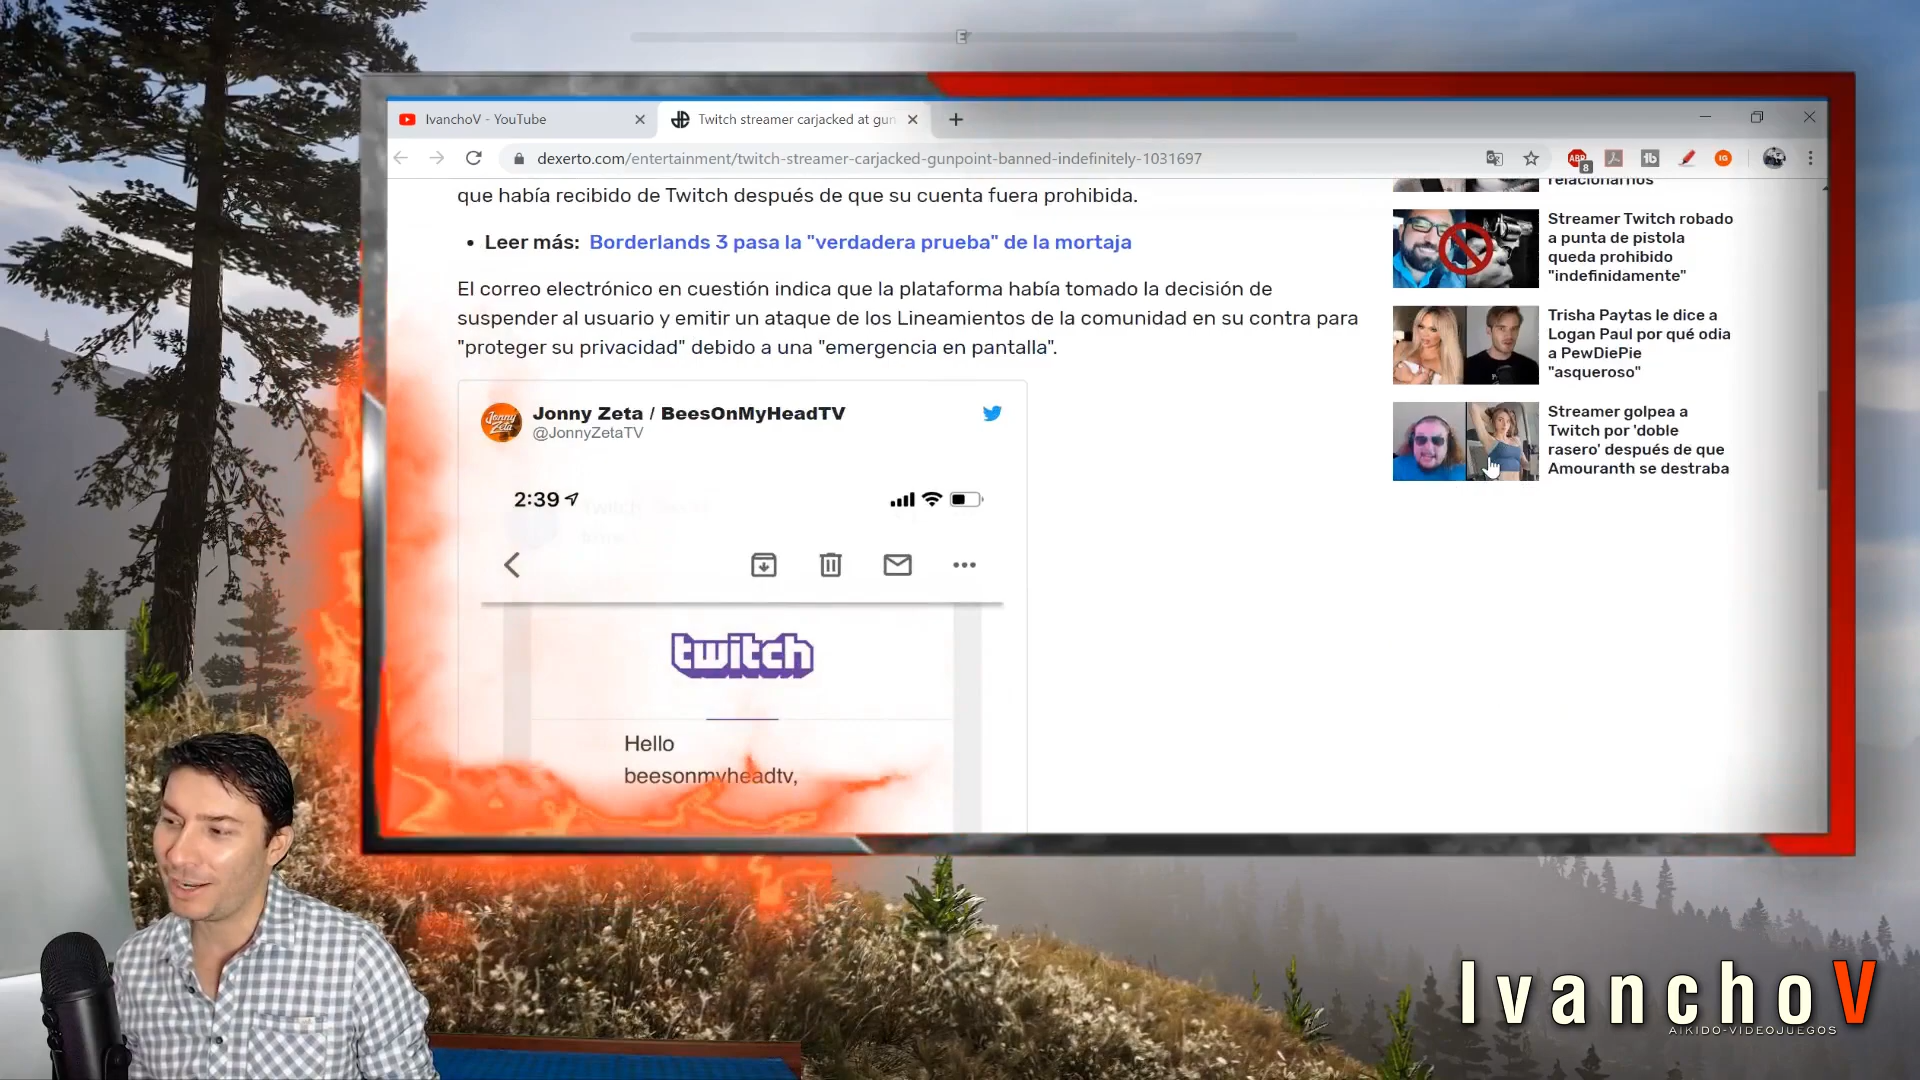 IvanchoV - YouTube
Twitch streamer carjacked at gun
dexerto.com/entertainment/twitch-streamer-carjacked-gunpoint-banned-indefinitely-1031697
ABP
8
IG
que había recibido de Twitch después de que su cuenta fuera prohibida.
• Leer más: Borderlands 3 pasa la "verdadera prueba" de la mortaja
El correo electrónico en cuestión indica que la plataforma había tomado la decisión de
suspender al usuario y emitir un ataque de los Lineamientos de la comunidad en su contra para
"proteger su privacidad" debido a una "emergencia en pantalla".
Jonny Zeta
Jonny Zeta / BeesOnMyHeadTV
@JonnyZetaTV
2:39
twitch
Hello
beesonmyheadtv,
relacionarnos
Streamer Twitch robado
a punta de pistola
queda prohibido
"indefinidamente"
Trisha Paytas le dice a
Logan Paul por qué odia
a PewDiePie
"asqueroso"
Streamer golpea a
Twitch por 'doble
rasero' después de que
Amouranth se destraba
IvanchoV
AIKIDO-VIDEOJUEGOS